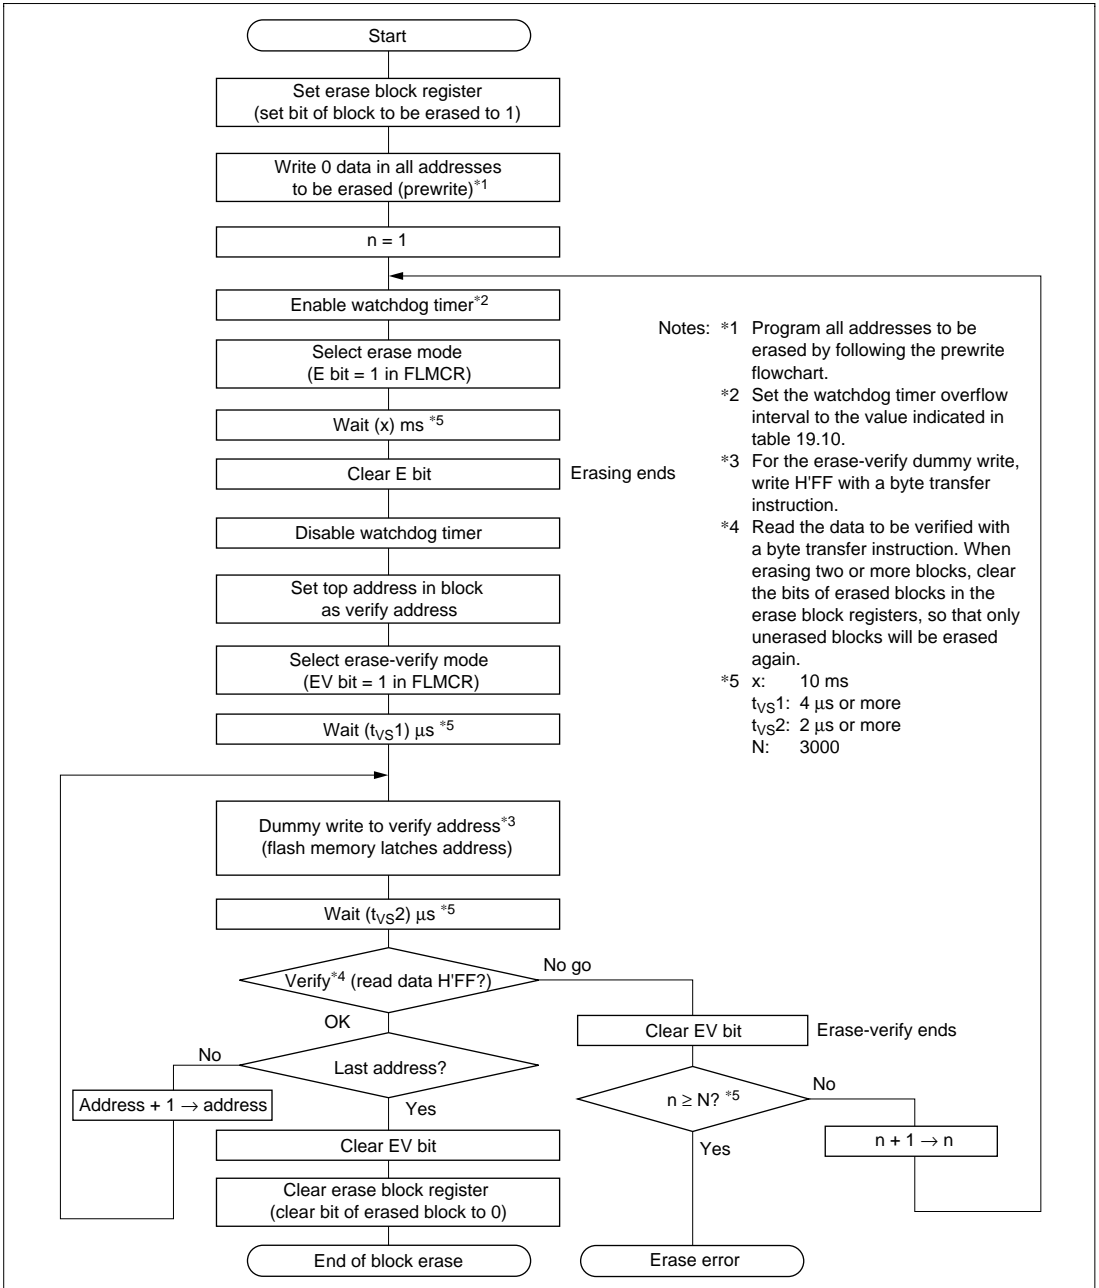 Start
Set erase block register
(set bit of block to be erased to 1)
Write 0 data in all addresses
to be erased (prewrite)*1
n = 1
Enable watchdog timer*2
Select erase mode
(E bit = 1 in FLMCR)
Wait (x) ms *5
Clear E bit
Erasing ends
Disable watchdog timer
Set top address in block
as verify address
Select erase-verify mode
(EV bit = 1 in FLMCR)
Wait (tVS1) μs *5
Dummy write to verify address*3
(flash memory latches address)
Wait (tVS2) μs *5
Verify*4 (read data H'FF?)
No go
OK
Last address?
No
Address + 1 → address
Yes
Clear EV bit
Clear erase block register
(clear bit of erased block to 0)
End of block erase
Clear EV bit
Erase-verify ends
n ≥ N? *5
No
n + 1 → n
Yes
Erase error
Notes: *1 Program all addresses to be
erased by following the prewrite
flowchart.
*2 Set the watchdog timer overflow
interval to the value indicated in
table 19.10.
*3 For the erase-verify dummy write,
write H'FF with a byte transfer
instruction.
*4 Read the data to be verified with
a byte transfer instruction. When
erasing two or more blocks, clear
the bits of erased blocks in the
erase block registers, so that only
unerased blocks will be erased
again.
*5 x: 10 ms
tVS1: 4 μs or more
tVS2: 2 μs or more
N: 3000